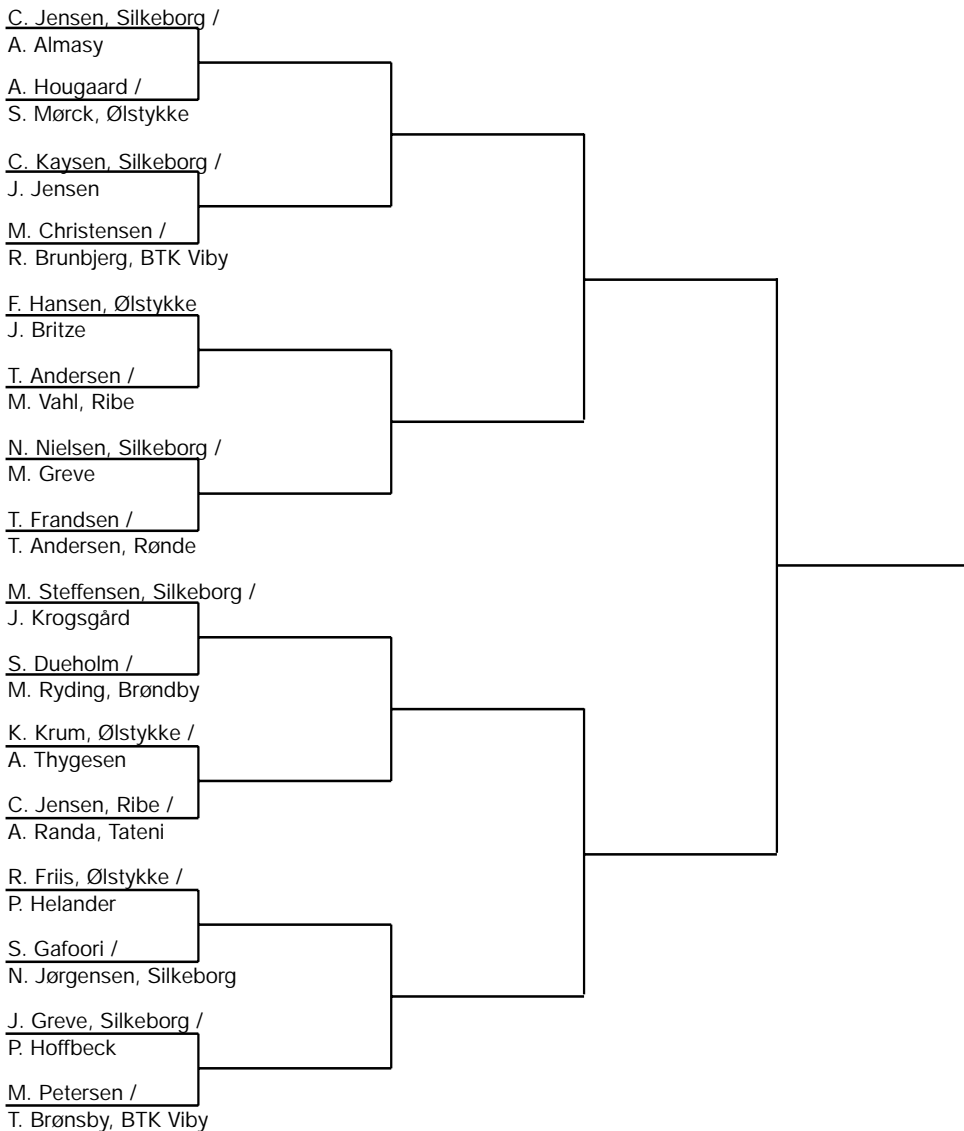 C. Jensen, Silkeborg /
A. Almasy
A. Hougaard /
S. Mørck, Ølstykke
C. Kaysen, Silkeborg /
J. Jensen
M. Christensen /
R. Brunbjerg, BTK Viby
F. Hansen, Ølstykke
J. Britze
T. Andersen /
M. Vahl, Ribe
N. Nielsen, Silkeborg /
M. Greve
T. Frandsen /
T. Andersen, Rønde
M. Steffensen, Silkeborg /
J. Krogsgård
S. Dueholm /
M. Ryding, Brøndby
K. Krum, Ølstykke /
A. Thygesen
C. Jensen, Ribe /
A. Randa, Tateni
R. Friis, Ølstykke /
P. Helander
S. Gafoori /
N. Jørgensen, Silkeborg
J. Greve, Silkeborg /
P. Hoffbeck
M. Petersen /
T. Brønsby, BTK Viby